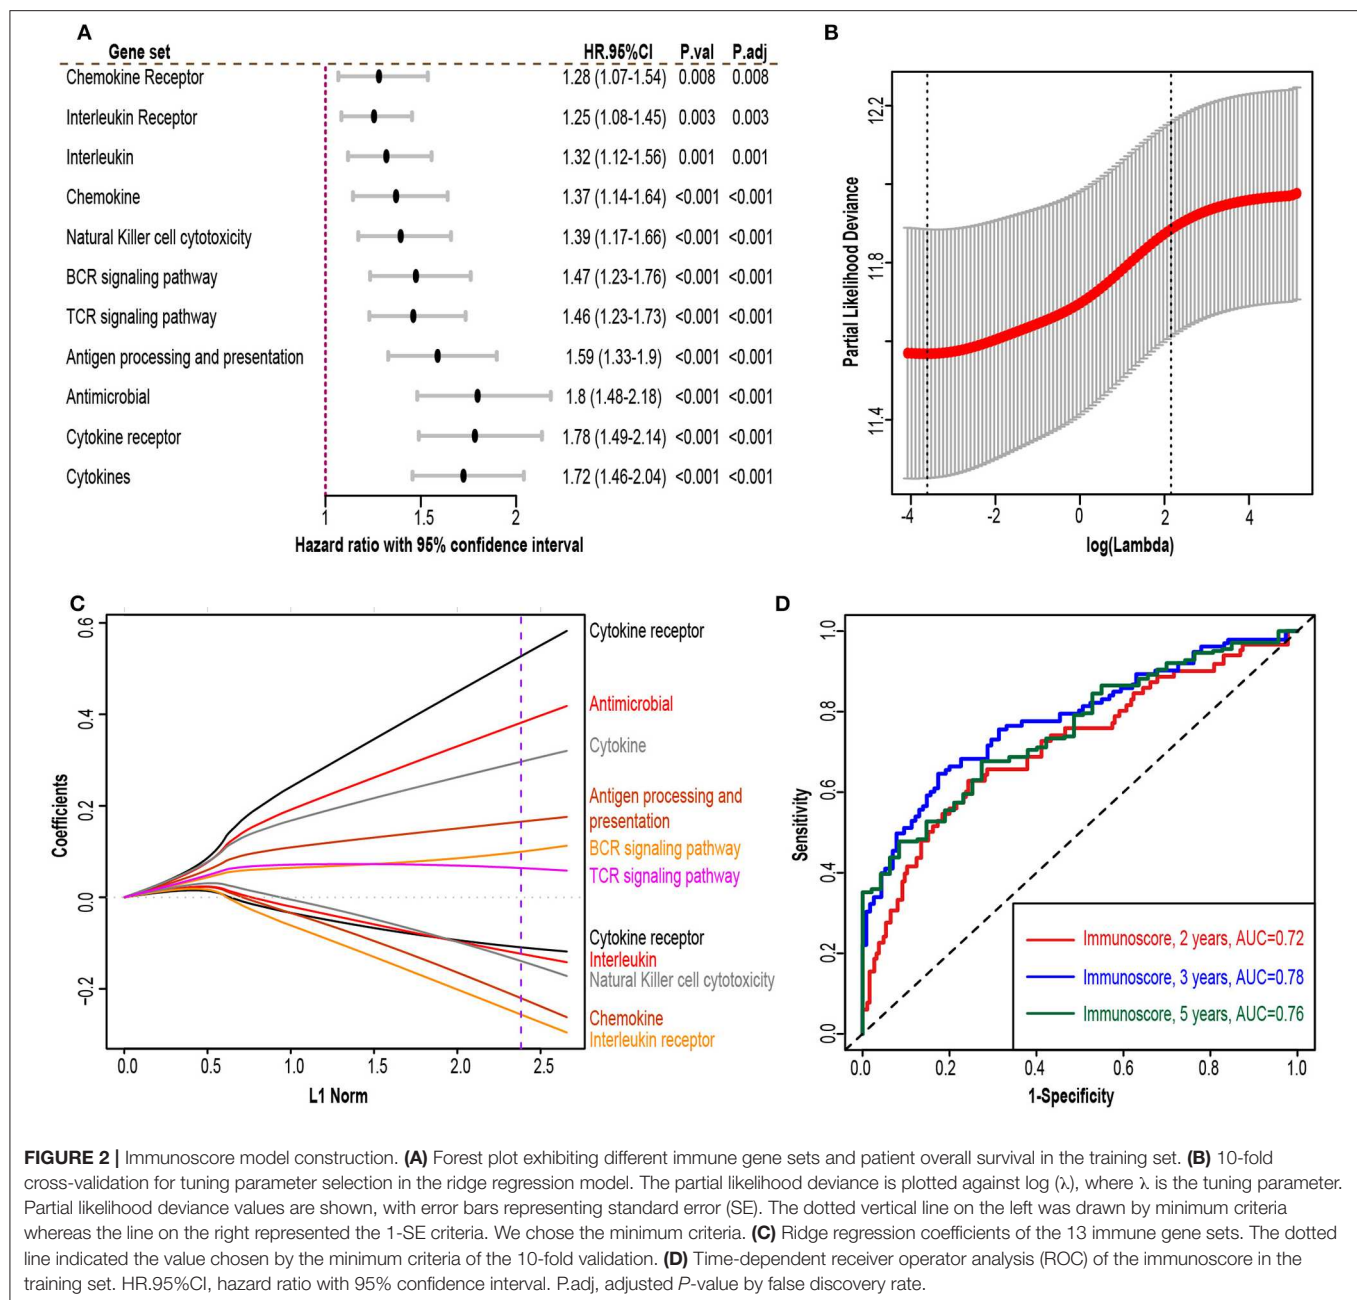 A
Gene set HR.95%CI P.val P.adj
Chemokine Receptor 1.28 (1.07-1.54) 0.008 0.008
Interleukin Receptor 1.25 (1.08-1.45) 0.003 0.003
Interleukin 1.32 (1.12-1.56) 0.001 0.001
Chemokine 1.37 (1.14-1.64) <0.001 <0.001
Natural Killer cell cytotoxicity 1.39 (1.17-1.66) <0.001 <0.001
BCR signaling pathway 1.47 (1.23-1.76) <0.001 <0.001
TCR signaling pathway 1.46 (1.23-1.73) <0.001 <0.001
Antigen processing and presentation 1.59 (1.33-1.9) <0.001 <0.001
Antimicrobial 1.8 (1.48-2.18) <0.001 <0.001
Cytokine receptor 1.78 (1.49-2.14) <0.001 <0.001
Cytokines 1.72 (1.46-2.04) <0.001 <0.001
1 1.5 2
Hazard ratio with 95% confidence interval
B
Partial Likelihood Deviance
12.2
11.8
11.4
-4 -2 0 2 4
log(Lambda)
C
Coefficients
0.6
0.4
0.2
0.0
-0.2
Cytokine receptor
Antimicrobial
Cytokine
Antigen processing and
presentation
BCR signaling pathway
TCR signaling pathway
Cytokine receptor
Interleukin
Natural Killer cell cytotoxicity
Chemokine
Interleukin receptor
0.0 0.5 1.0 1.5 2.0 2.5
L1 Norm
D
Sensitivity
1.0
0.8
0.6
0.4
0.2
0.0
Immunoscore, 2 years, AUC=0.72
Immunoscore, 3 years, AUC=0.78
Immunoscore, 5 years, AUC=0.76
0.0 0.2 0.4 0.6 0.8 1.0
1-Specificity
FIGURE 2 | Immunoscore model construction. (A) Forest plot exhibiting different immune gene sets and patient overall survival in the training set. (B) 10-fold
cross-validation for tuning parameter selection in the ridge regression model. The partial likelihood deviance is plotted against log (λ), where λ is the tuning parameter.
Partial likelihood deviance values are shown, with error bars representing standard error (SE). The dotted vertical line on the left was drawn by minimum criteria
whereas the line on the right represented the 1-SE criteria. We chose the minimum criteria. (C) Ridge regression coefficients of the 13 immune gene sets. The dotted
line indicated the value chosen by the minimum criteria of the 10-fold validation. (D) Time-dependent receiver operator analysis (ROC) of the immunoscore in the
training set. HR.95%CI, hazard ratio with 95% confidence interval. P.adj, adjusted P-value by false discovery rate.